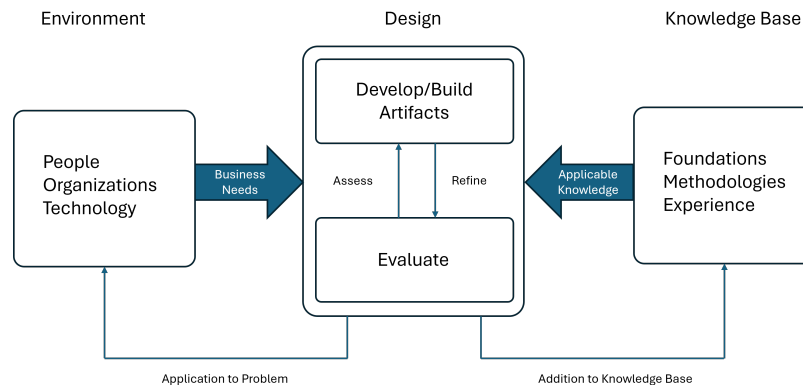 Environment
Design
Knowledge Base
Develop/Build
Artifacts
People
Organizations
Technology
Business
Needs
Assess
Refine
Applicable
Knowledge
Foundations
Methodologies
Experience
Evaluate
Application to Problem
Addition to Knowledge Base